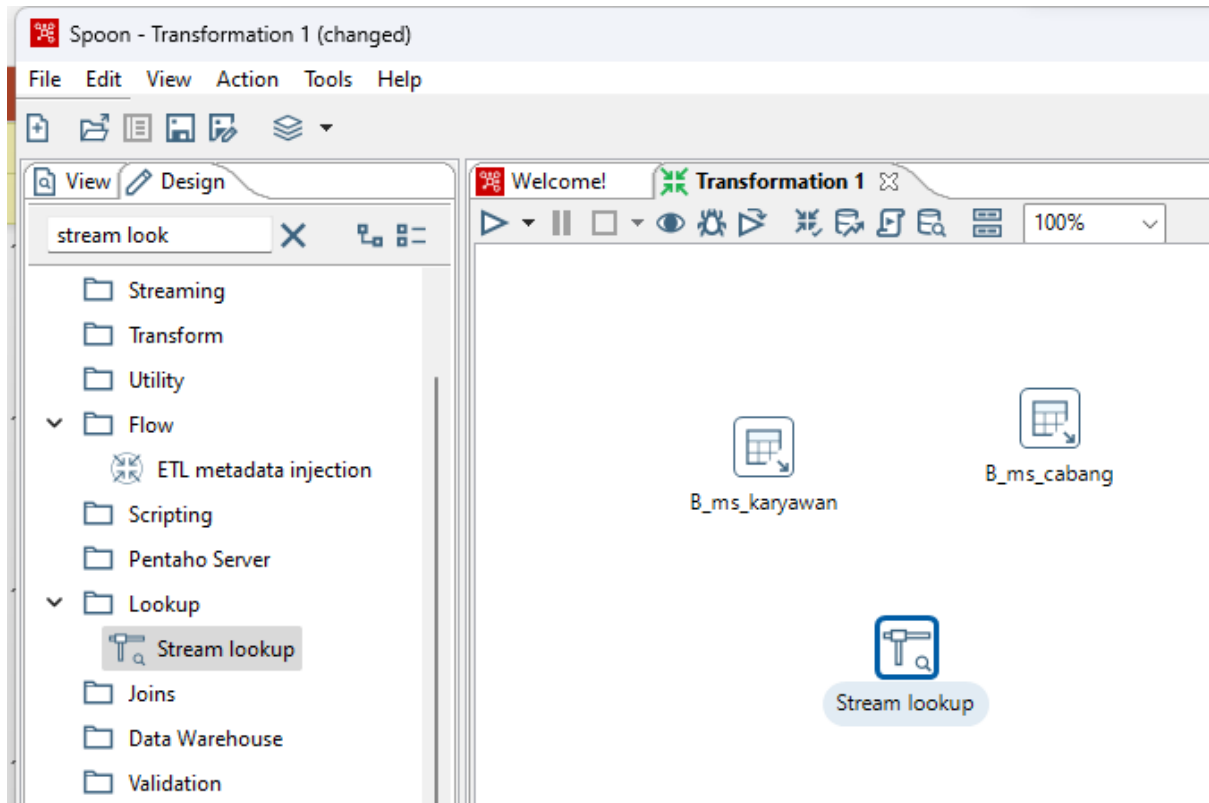 Spoon - Transformation 1 (changed)
File Edit View Action Tools Help
View Design
Welcome! Transformation 1
stream look
100%
Streaming
Transform
Utility
Flow
ETL metadata injection
Scripting
Pentaho Server
Lookup
Stream lookup
Joins
Data Warehouse
Validation
B_ms_karyawan
B_ms_cabang
Stream lookup